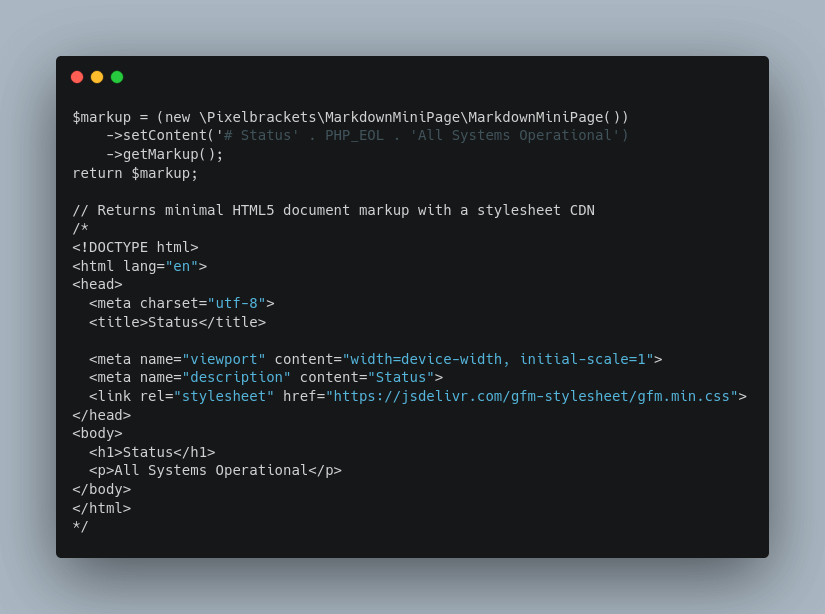 $markup = (new \Pixelbrackets\MarkdownMiniPage\MarkdownMiniPage())
    ->setContent('# Status' . PHP_EOL . 'All Systems Operational')
    ->getMarkup();
return $markup;

// Returns minimal HTML5 document markup with a stylesheet CDN
/*
<!DOCTYPE html>
<html lang="en">
<head>
  <meta charset="utf-8">
  <title>Status</title>

  <meta name="viewport" content="width=device-width, initial-scale=1">
  <meta name="description" content="Status">
  <link rel="stylesheet" href="https://jsdelivr.com/gfm-stylesheet/gfm.min.css">
</head>
<body>
  <h1>Status</h1>
  <p>All Systems Operational</p>
</body>
</html>
*/